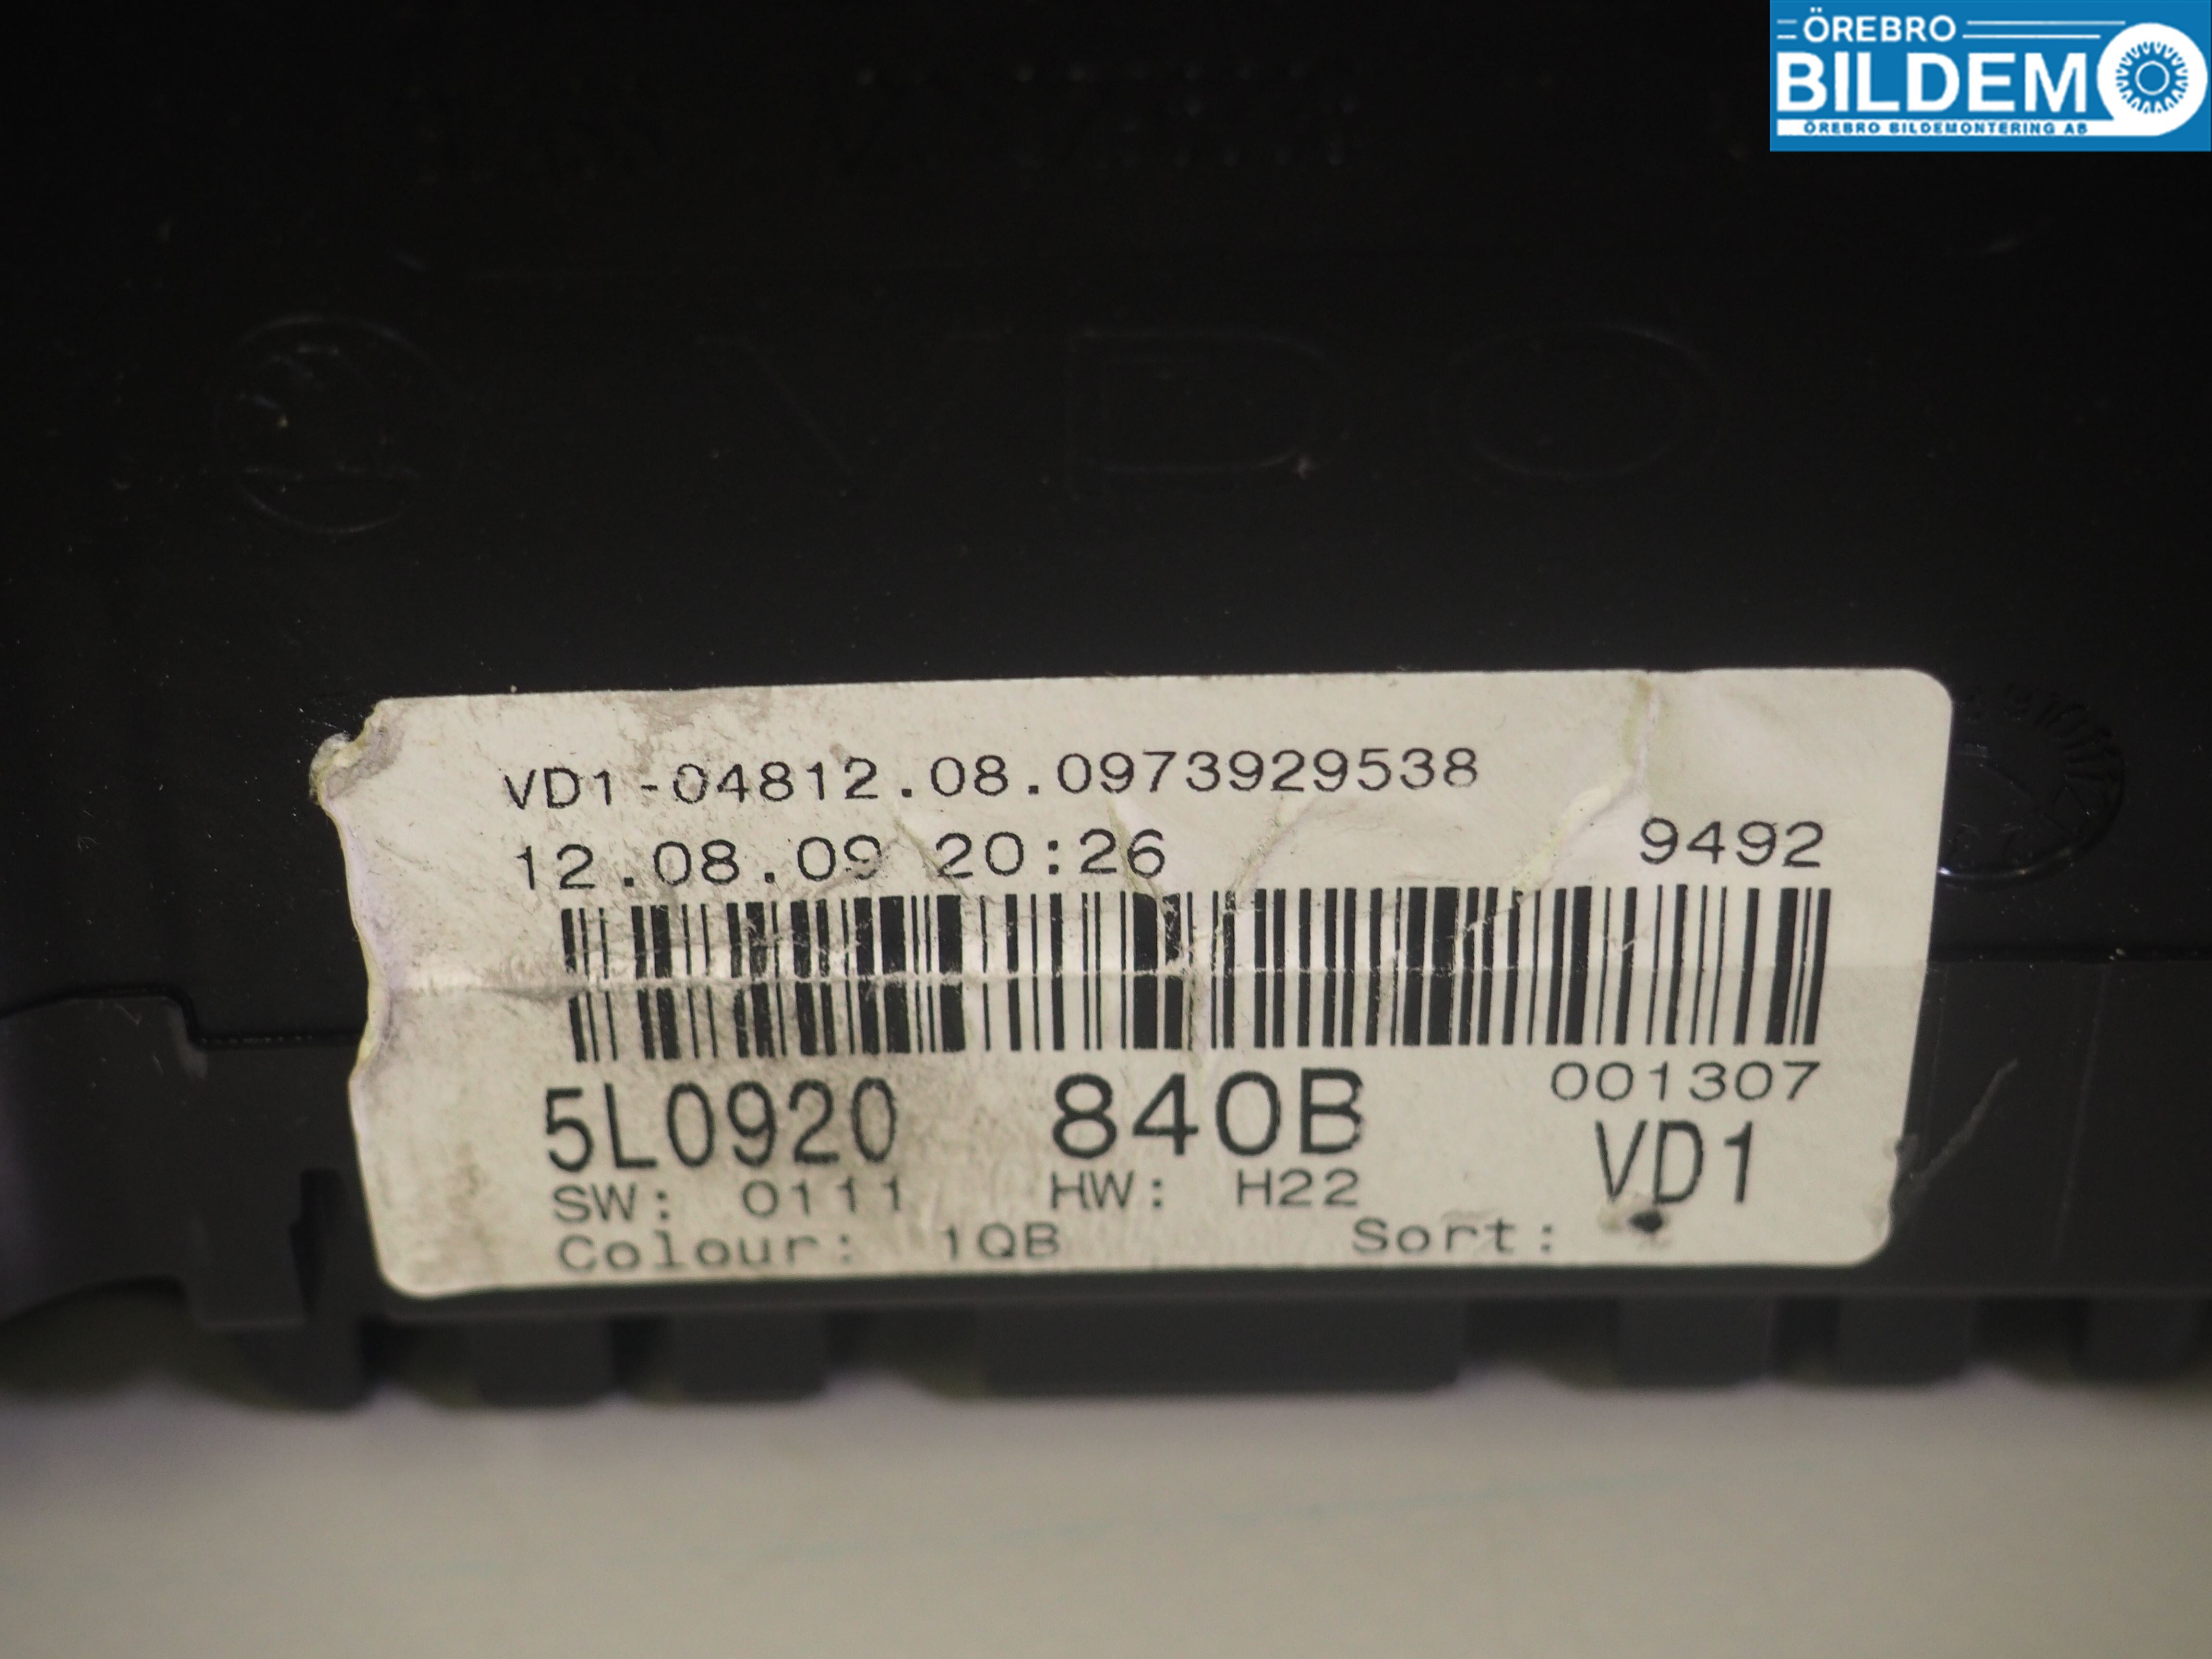 ÖREBRO
BILDEM
ÖREBRO BILDEMONTERING AB
VDO
VD1-04812.08.0973929538
12.08.09 20:26 9492
5L0920 840B 001307
VD1
SW: 0111 HW: H22
Colour: 1QB Sort: